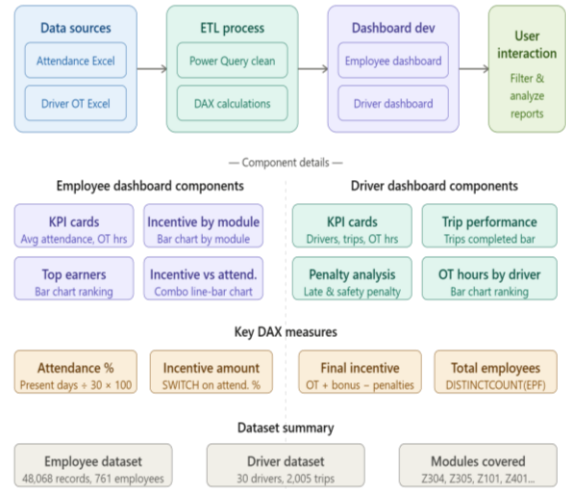 Data sources
Attendance Excel
Driver OT Excel
ETL process
Power Query clean
DAX calculations
Dashboard dev
Employee dashboard
Driver dashboard
User
interaction
Filter &
analyze
reports
— Component details —
Employee dashboard components
Driver dashboard components
KPI cards
Avg attendance, OT hrs
Incentive by module
Bar chart by module
KPI cards
Drivers, trips, OT hrs
Trip performance
Trips completed bar
Top earners
Bar chart ranking
Incentive vs attend.
Combo line-bar chart
Penalty analysis
Late & safety penalty
OT hours by driver
Bar chart ranking
Key DAX measures
Attendance %
Present days ÷ 30 × 100
Incentive amount
SWITCH on attend. %
Final incentive
OT + bonus − penalties
Total employees
DISTINCTCOUNT(EPF)
Dataset summary
Employee dataset
48,068 records, 761 employees
Driver dataset
30 drivers, 2,005 trips
Modules covered
Z304, Z305, Z101, Z401...